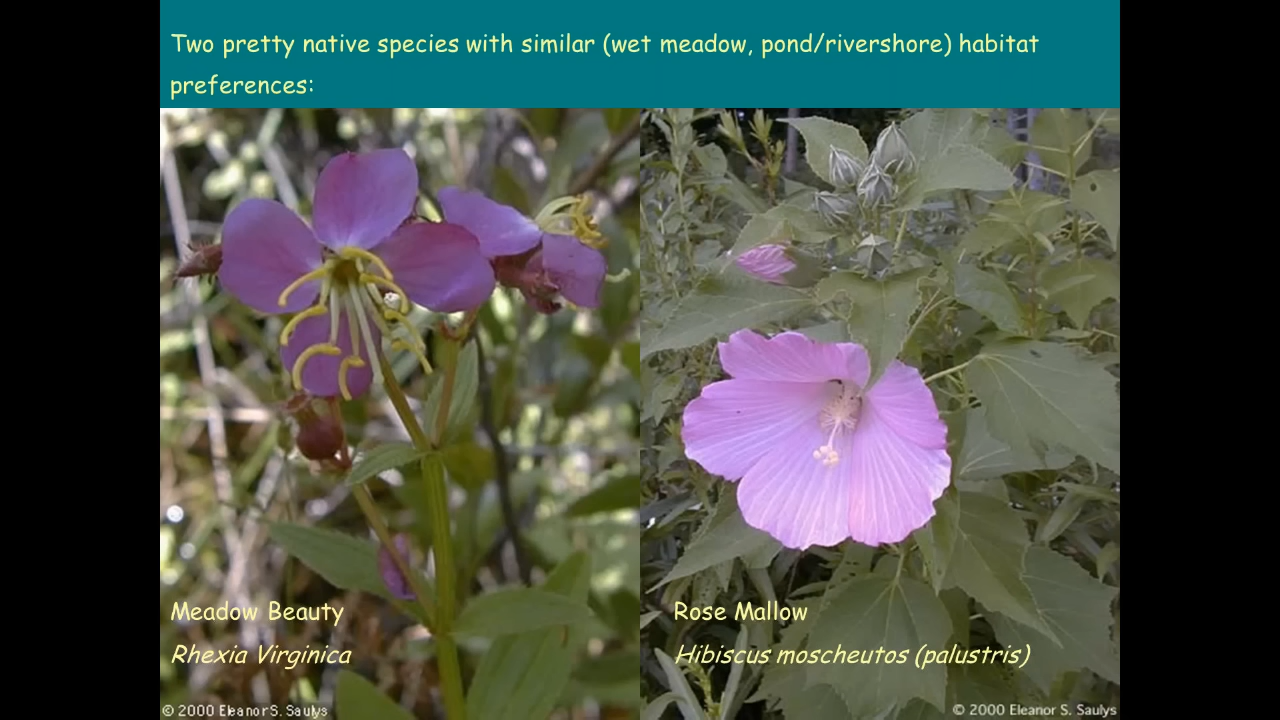 Two pretty native species with similar (wet meadow, pond/rivershore) habitat
preferences:
Meadow Beauty
Rhexia Virginica
© 2000 Eleanor S. Saulys
Rose Mallow
Hibiscus moscheutos (palustris)
© 2000 Eleanor S. Saulys